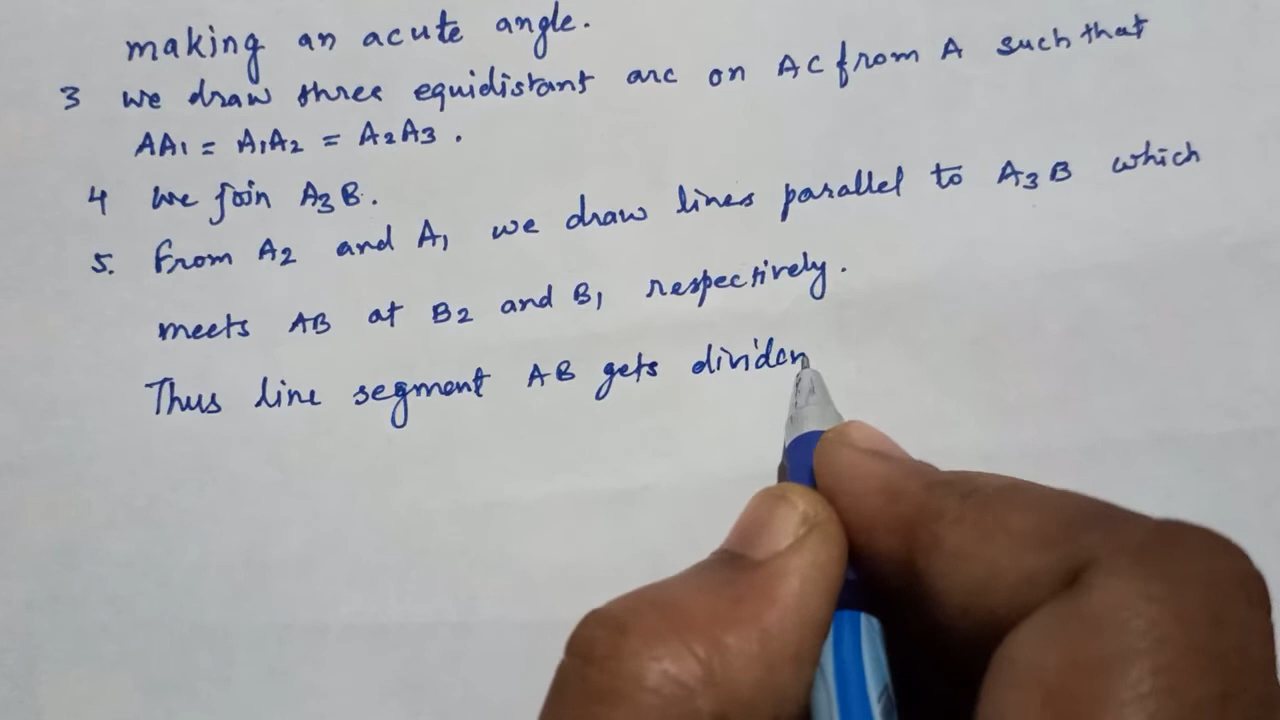 making an acute angle.
3 We draw three equidistant arc on AC from A such that
AA1 = A1A2 = A2A3.
4 We join A3B.
5. From A2 and A1 we draw lines parallel to A3B which
meets AB at B2 and B1 respectively.
Thus line segment AB gets dividen